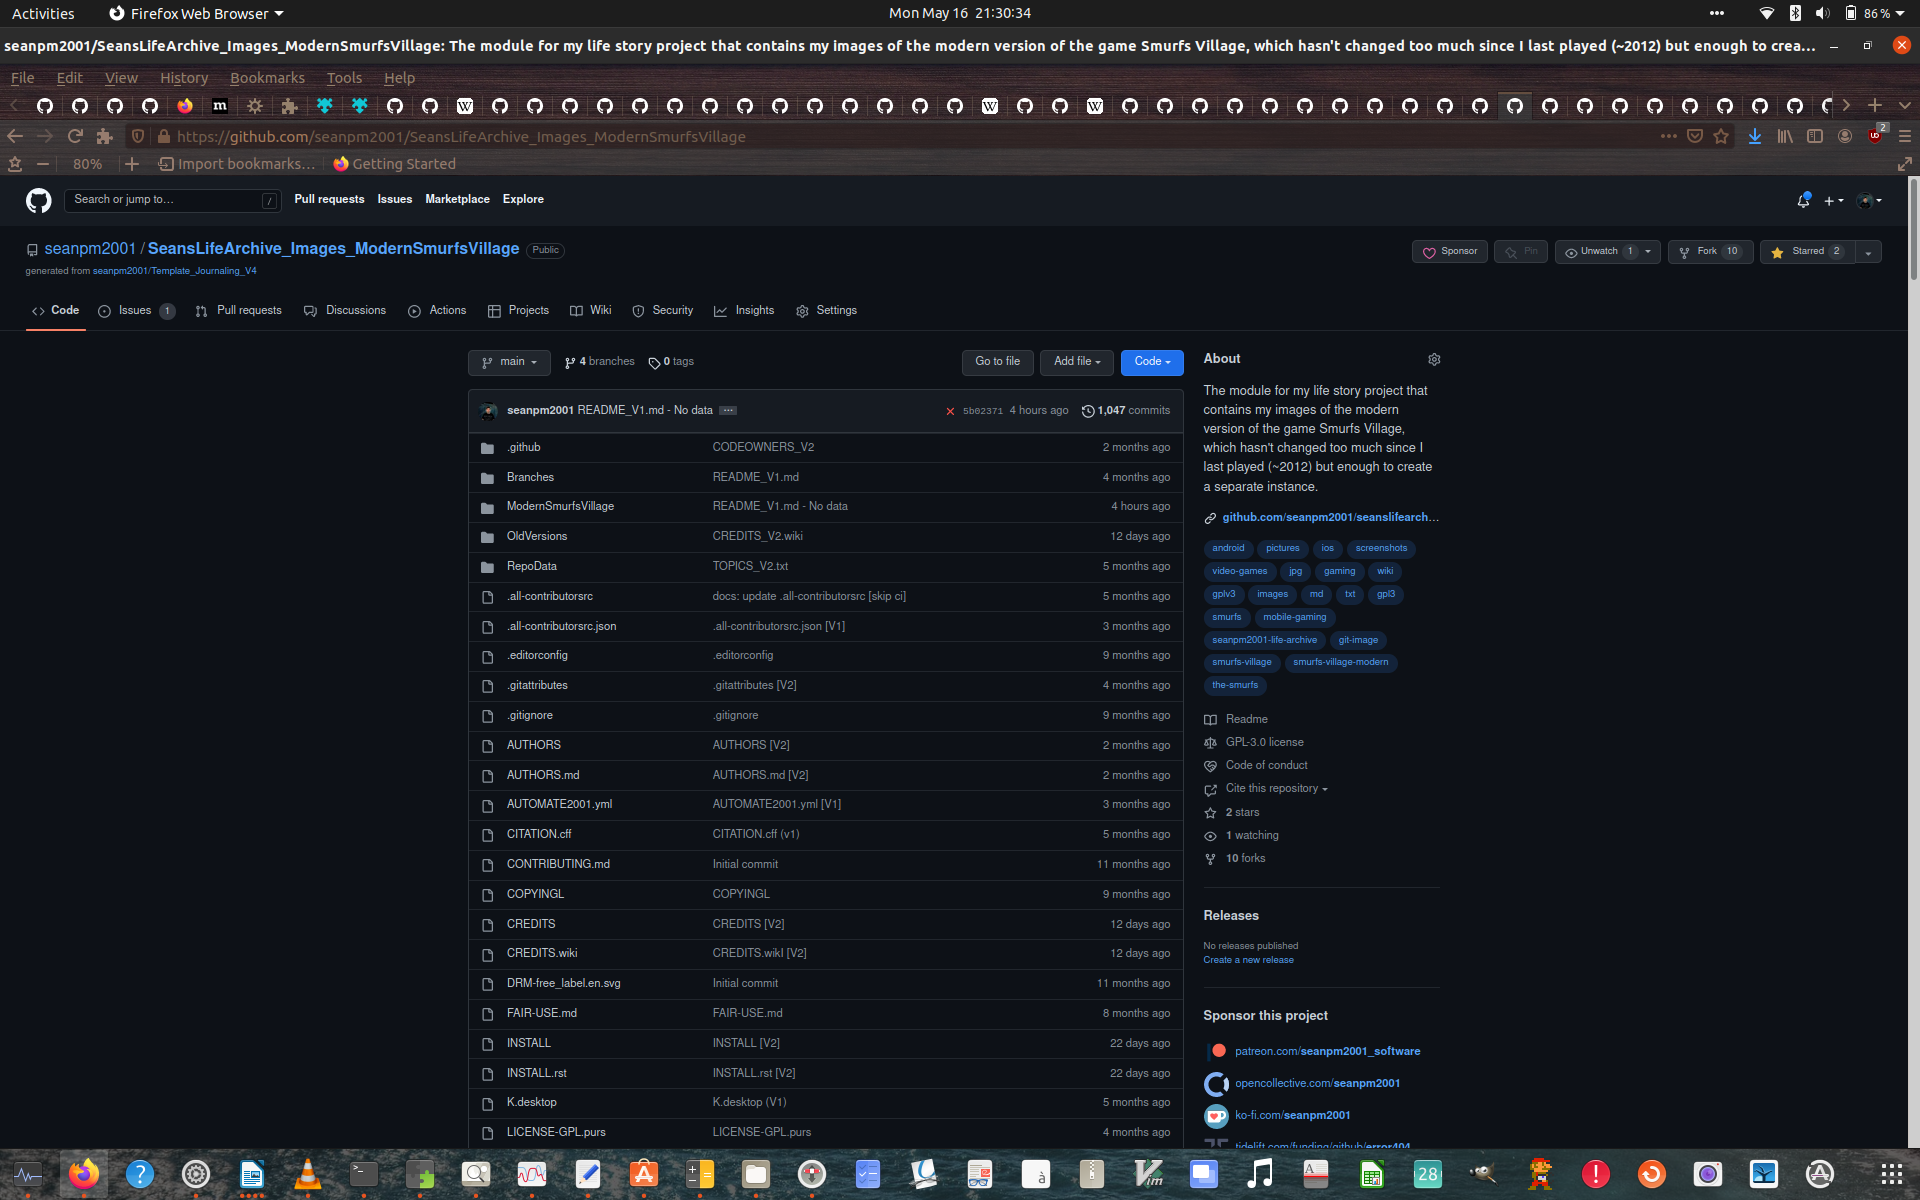 Activities
Firefox Web Browser
Mon May 16 21:30:34
86 %
seanpm2001/SeansLifeArchive_Images_ModernSmurfsVillage: The module for my life story project that contains my images of the modern version of the game Smurfs Village, which hasn't changed too much since I last played (~2012) but enough to crea…
File Edit View History Bookmarks Tools Help
https://github.com/seanpm2001/SeansLifeArchive_Images_ModernSmurfsVillage
2
80%
Import bookmarks…
Getting Started
Search or jump to…
/
Pull requests Issues Marketplace Explore
seanpm2001 / SeansLifeArchive_Images_ModernSmurfsVillage Public
generated from seanpm2001/Template_Journaling_V4
Sponsor
Pin
Unwatch 1
Fork 10
Starred 2
Code
Issues 1
Pull requests
Discussions
Actions
Projects
Wiki
Security
Insights
Settings
main
4 branches
0 tags
Go to file
Add file
Code
seanpm2001 README_V1.md - No data
5b02371 4 hours ago
1,047 commits
.github CODEOWNERS_V2 2 months ago
Branches README_V1.md 4 months ago
ModernSmurfsVillage README_V1.md - No data 4 hours ago
OldVersions CREDITS_V2.wiki 12 days ago
RepoData TOPICS_V2.txt 5 months ago
.all-contributorsrc docs: update .all-contributorsrc [skip ci] 5 months ago
.all-contributorsrc.json .all-contributorsrc.json [V1] 3 months ago
.editorconfig .editorconfig 9 months ago
.gitattributes .gitattributes [V2] 4 months ago
.gitignore .gitignore 9 months ago
AUTHORS AUTHORS [V2] 2 months ago
AUTHORS.md AUTHORS.md [V2] 2 months ago
AUTOMATE2001.yml AUTOMATE2001.yml [V1] 3 months ago
CITATION.cff CITATION.cff (v1) 5 months ago
CONTRIBUTING.md Initial commit 11 months ago
COPYINGL COPYINGL 9 months ago
CREDITS CREDITS [V2] 12 days ago
CREDITS.wiki CREDITS.wikI [V2] 12 days ago
DRM-free_label.en.svg Initial commit 11 months ago
FAIR-USE.md FAIR-USE.md 8 months ago
INSTALL INSTALL [V2] 22 days ago
INSTALL.rst INSTALL.rst [V2] 22 days ago
K.desktop K.desktop (V1) 5 months ago
LICENSE-GPL.purs LICENSE-GPL.purs 4 months ago
About
The module for my life story project that
contains my images of the modern
version of the game Smurfs Village,
which hasn't changed too much since I
last played (~2012) but enough to create
a separate instance.
github.com/seanpm2001/seanslifearch…
android pictures ios screenshots
video-games jpg gaming wiki
gplv3 images md txt gpl3
smurfs mobile-gaming
seanpm2001-life-archive git-image
smurfs-village smurfs-village-modern
the-smurfs
Readme
GPL-3.0 license
Code of conduct
Cite this repository
2 stars
1 watching
10 forks
Releases
No releases published
Create a new release
Sponsor this project
patreon.com/seanpm2001_software
opencollective.com/seanpm2001
ko-fi.com/seanpm2001
tidelift.com/funding/github/error404
28